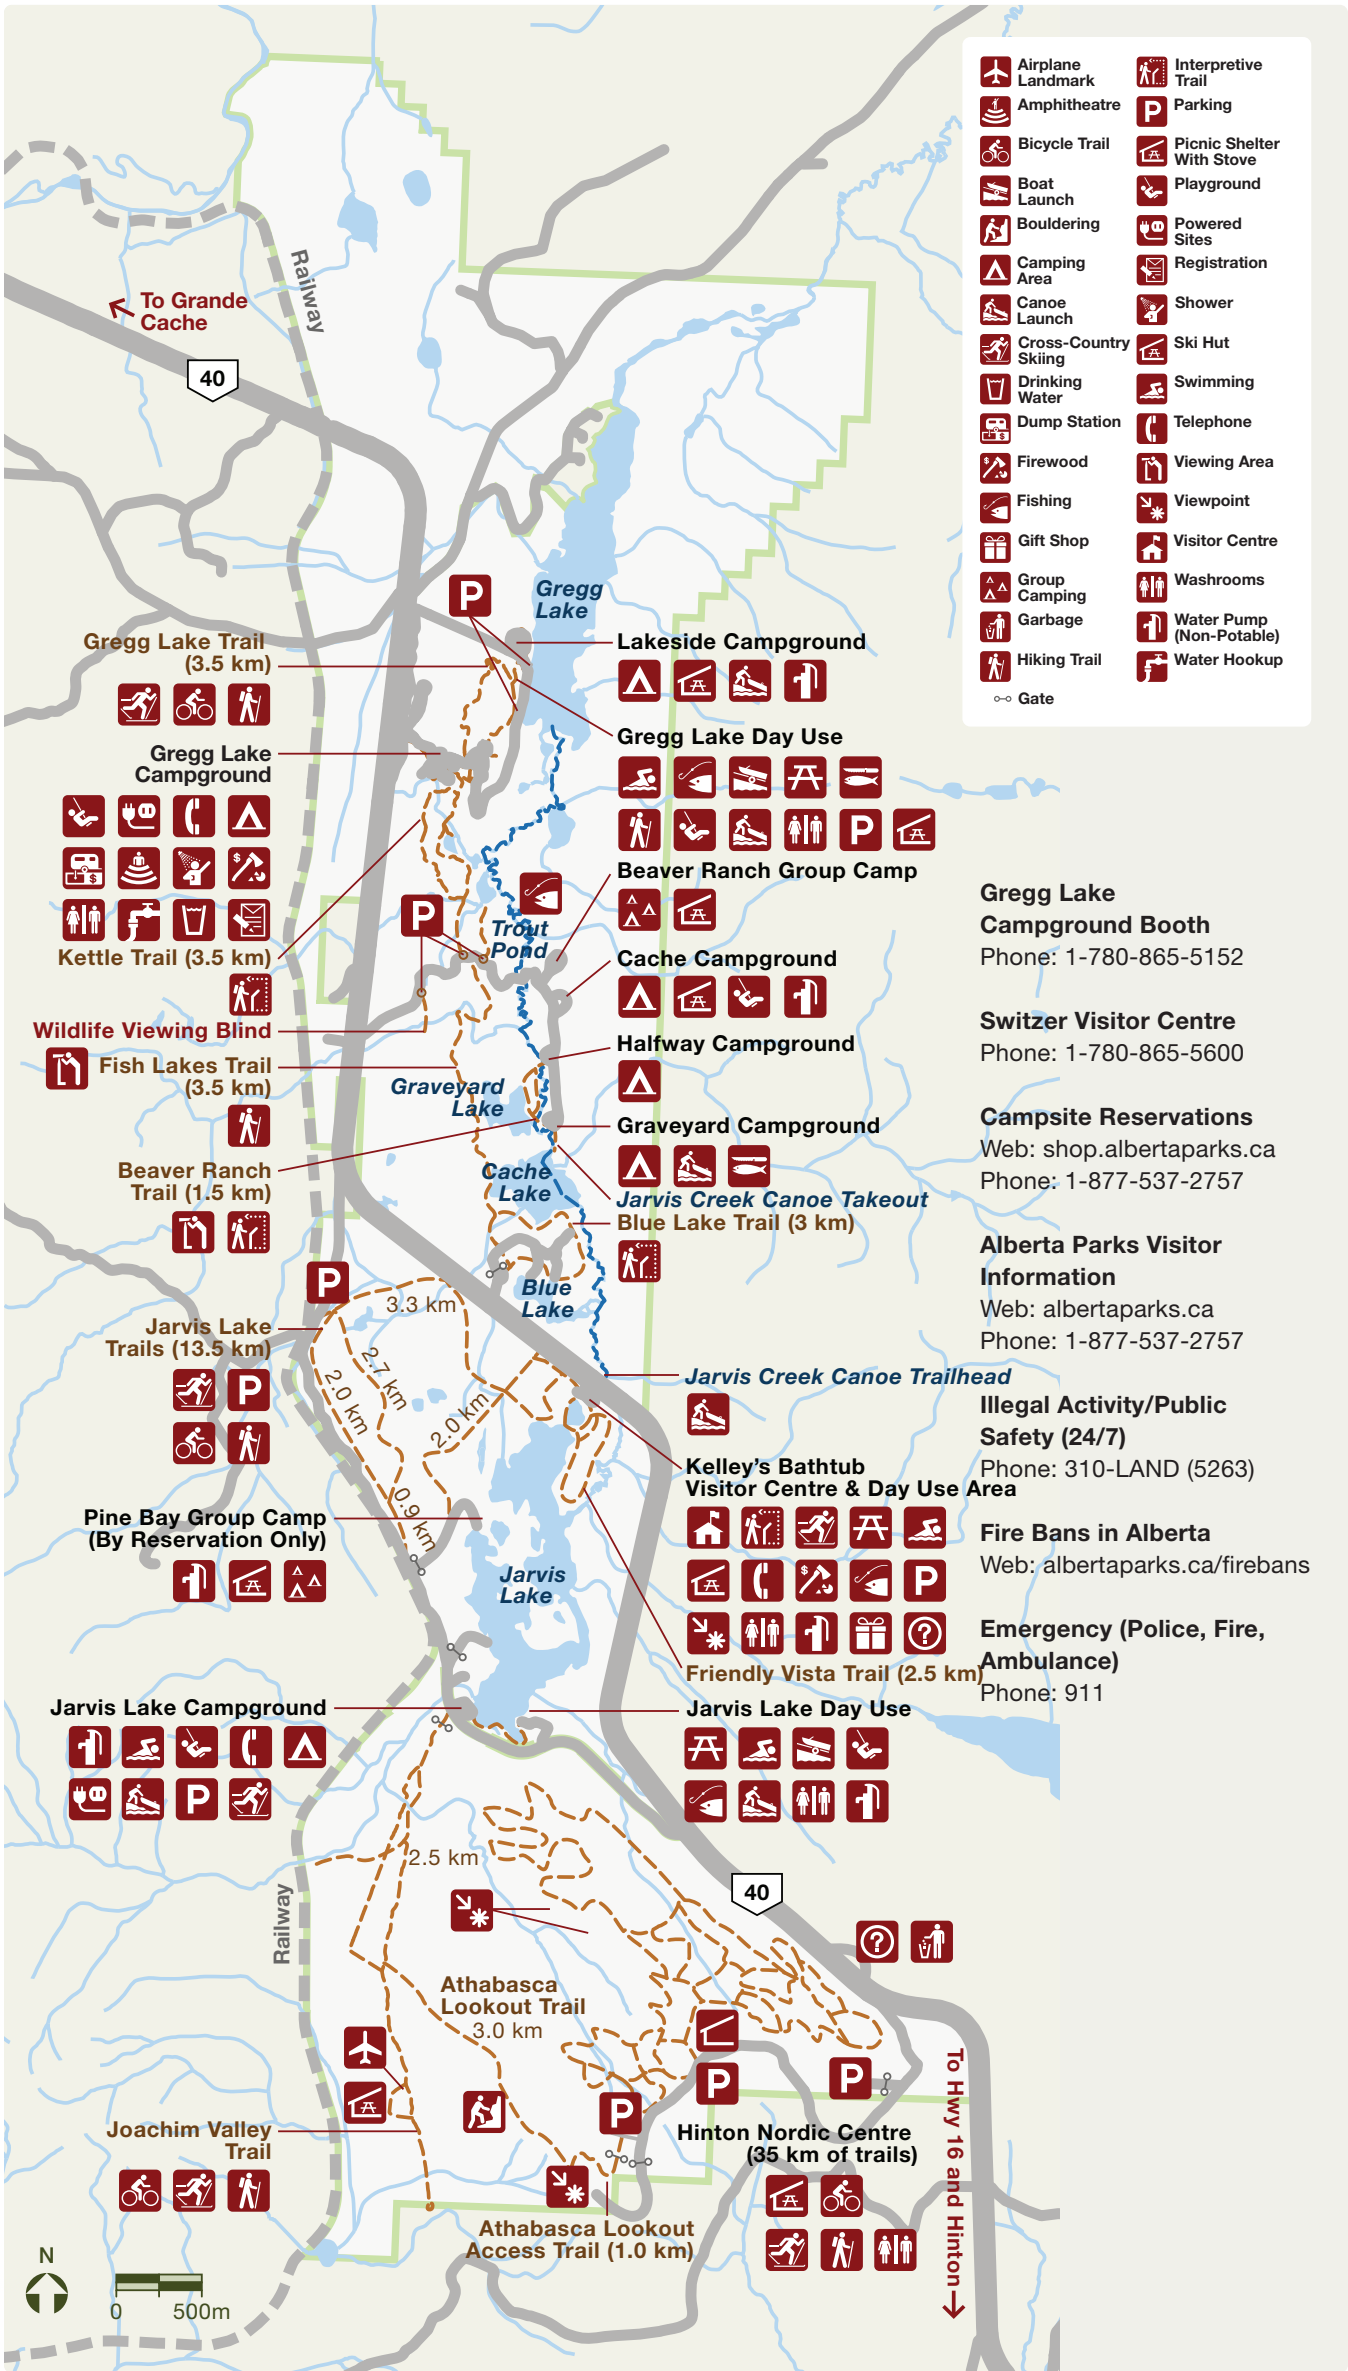 Airplane
Landmark
Amphitheatre
Bicycle Trail
Boat
Launch
Bouldering
Camping
Area
Canoe
Launch
Cross-Country
Skiing
Drinking
Water
Dump Station
Firewood
Fishing
Gift Shop
Group
Camping
Garbage
Hiking Trail
Gate
Interpretive
Trail
P
Parking
Picnic Shelter
With Stove
Playground
Powered
Sites
Registration
Shower
Ski Hut
Swimming
Telephone
Viewing Area
Viewpoint
Visitor Centre
Washrooms
Water Pump
(Non-Potable)
Water Hookup
Railway
To Grande
Cache
40
P
Gregg
Lake
Gregg Lake Trail
(3.5 km)
Lakeside Campground
Gregg Lake
Campground
Gregg Lake Day Use
P
Beaver Ranch Group Camp
P
Trout
Pond
Kettle Trail (3.5 km)
Cache Campground
Wildlife Viewing Blind
Fish Lakes Trail
(3.5 km)
Halfway Campground
Graveyard
Lake
Graveyard Campground
Beaver Ranch
Trail (1.5 km)
Cache
Lake
Jarvis Creek Canoe Takeout
Blue Lake Trail (3 km)
P
Blue
Lake
3.3 km
Jarvis Lake
Trails (13.5 km)
P
2.7 km
2.0 km
2.0 km
0.9 km
Jarvis Creek Canoe Trailhead
Kelley's Bathtub
Visitor Centre & Day Use Area
P
?
Pine Bay Group Camp
(By Reservation Only)
Jarvis
Lake
Friendly Vista Trail (2.5 km)
Jarvis Lake Campground
P
Jarvis Lake Day Use
2.5 km
40
?
Railway
Athabasca
Lookout Trail
3.0 km
P
P
P
Joachim Valley
Trail
Hinton Nordic Centre
(35 km of trails)
Athabasca Lookout
Access Trail (1.0 km)
To Hwy 16 and Hinton
N
0
500m
Gregg Lake
Campground Booth
Phone: 1-780-865-5152
Switzer Visitor Centre
Phone: 1-780-865-5600
Campsite Reservations
Web: shop.albertaparks.ca
Phone: 1-877-537-2757
Alberta Parks Visitor
Information
Web: albertaparks.ca
Phone: 1-877-537-2757
Illegal Activity/Public
Safety (24/7)
Phone: 310-LAND (5263)
Fire Bans in Alberta
Web: albertaparks.ca/firebans
Emergency (Police, Fire,
Ambulance)
Phone: 911